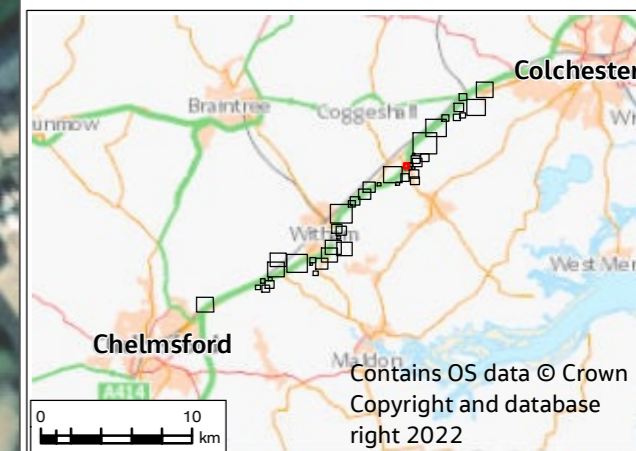 Colchester
Braintree
Coggeshall
unmow
Witham
West Mer
Chelmsford
Maldon
A414
Contains OS data © Crown
Copyright and database
right 2022
0 10
km